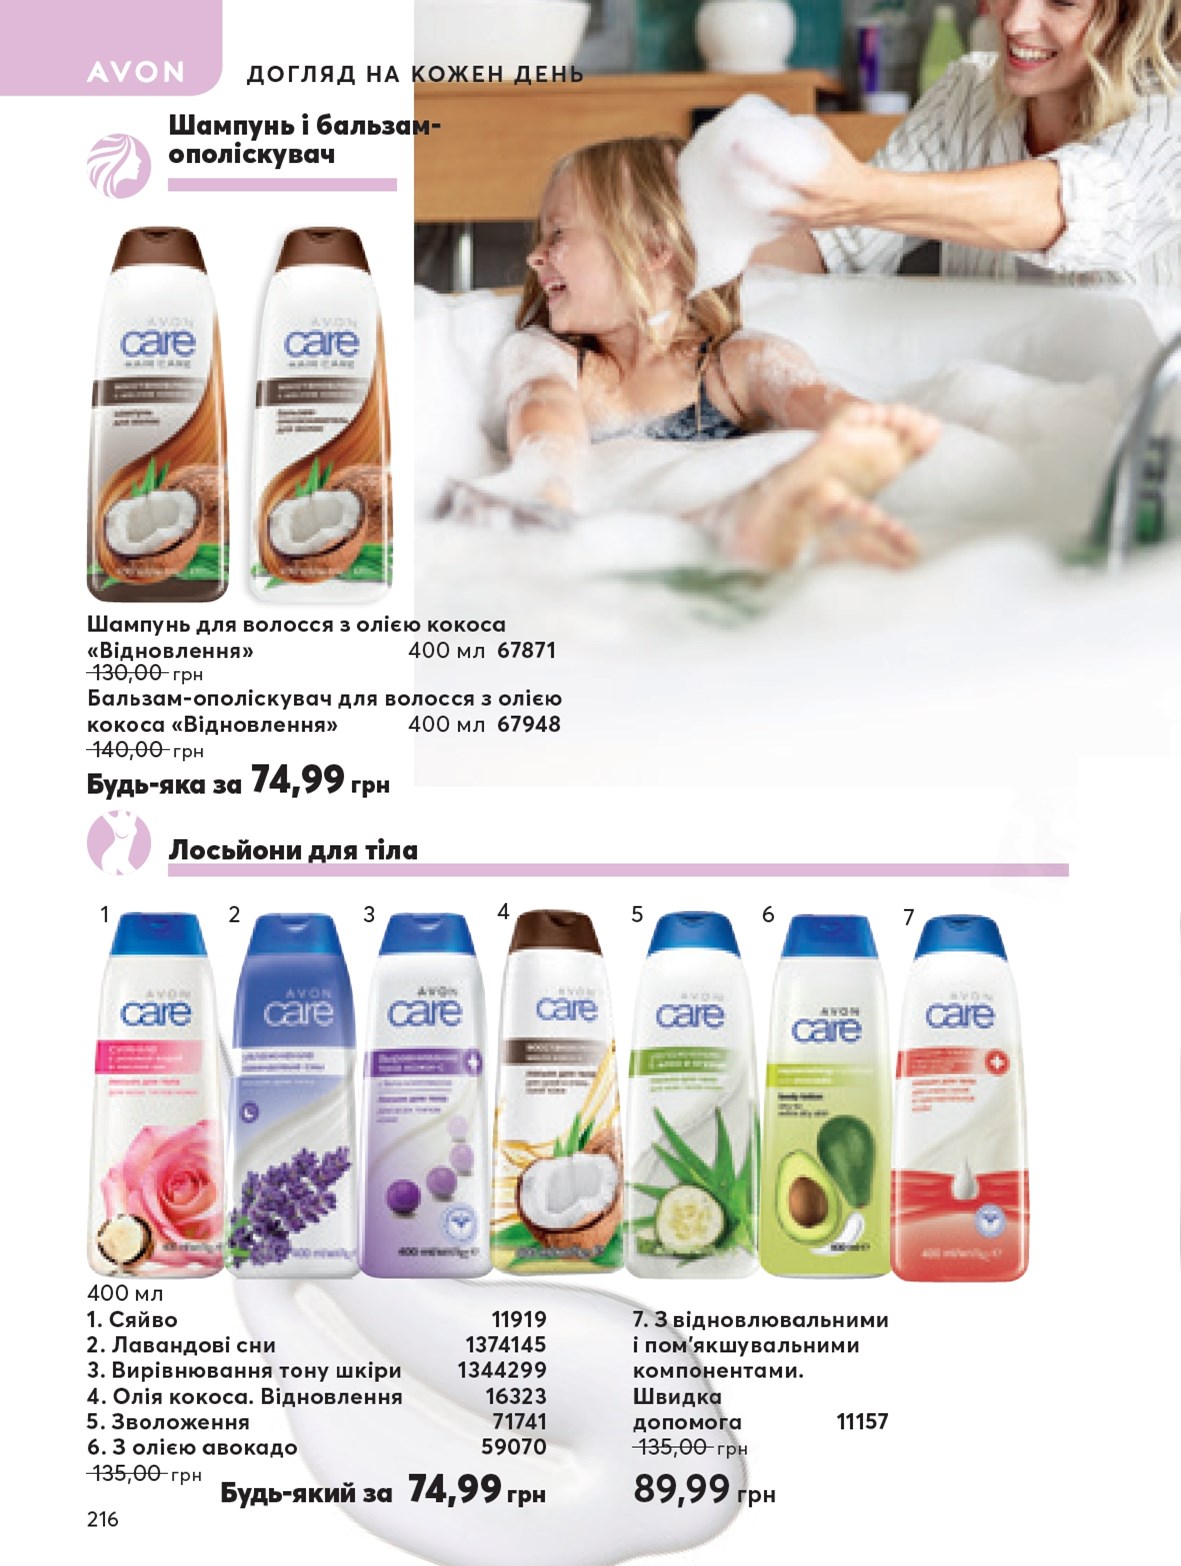 AVON
ДОГЛЯД НА КОЖЕН ДЕНЬ
Шампунь і бальзам-
ополіскувач
AVON
care
HAIR CARE
шампунь
для волос
AVON
care
HAIR CARE
Шампунь для волосся з олією кокоса
«Відновлення» 400 мл 67871
130,00 грн
Бальзам-ополіскувач для волосся з олією
кокоса «Відновлення» 400 мл 67948
140,00 грн
Будь-яка за 74,99 грн
Лосьйони для тіла
1 2 3 4 5 6 7
AVON
care
AVON
care
AVON
care
AVON
care
AVON
care
AVON
care
body lotion
AVON
care
400 мл
1. Сяйво 11919
2. Лавандові сни 1374145
3. Вирівнювання тону шкіри 1344299
4. Олія кокоса. Відновлення 16323
5. Зволоження 71741
6. З олією авокадо 59070
135,00 грн
Будь-який за 74,99 грн
7. З відновлювальними
і пом’якшувальними
компонентами.
Швидка
допомога 11157
135,00 грн
89,99 грн
216